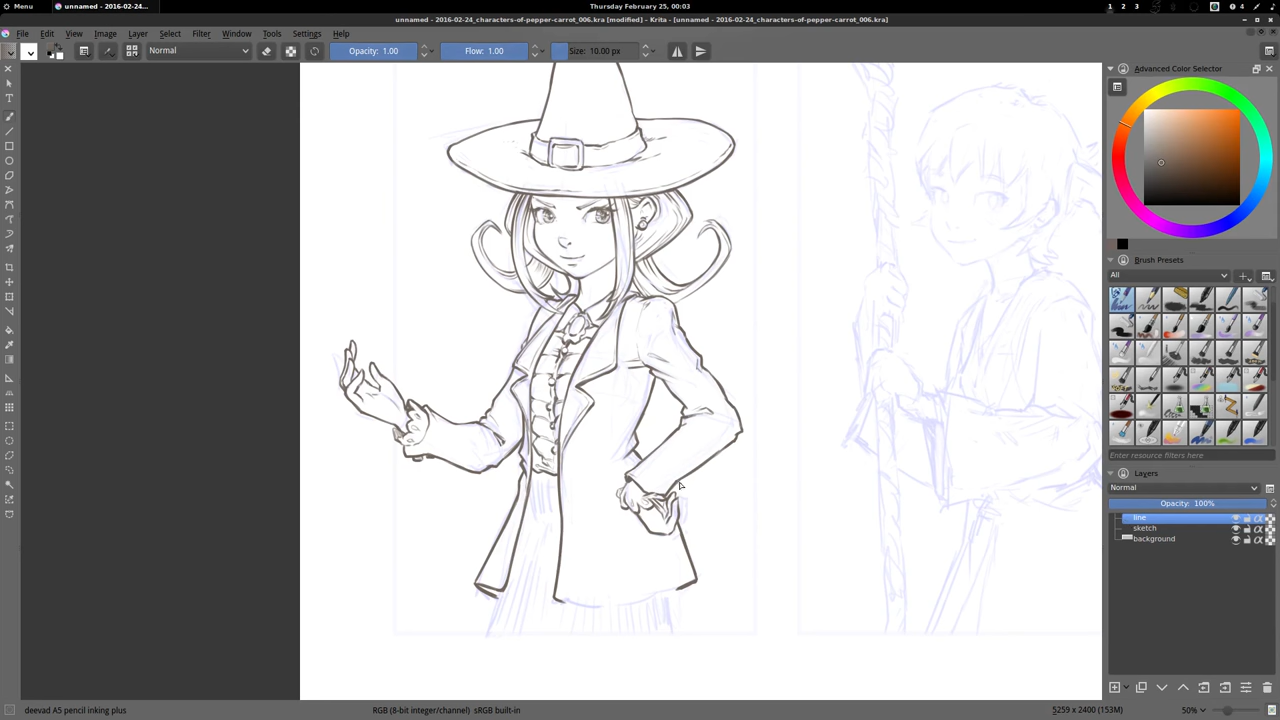 Menu
unnamed - 2016-02-24...
Thursday February 25, 00:03
1 2 3
4
unnamed - 2016-02-24_characters-of-pepper-carrot_006.kra [modified] - Krita - [unnamed - 2016-02-24_characters-of-pepper-carrot_006.kra]
File Edit View Image Layer Select Filter Window Tools Settings Help
Normal
Opacity: 1.00
Flow: 1.00
Size: 10.00 px
Advanced Color Selector
Brush Presets
All
Enter resource filters here
Layers
Normal
Opacity: 100%
line
sketch
background
deevad A5 pencil inking plus
RGB (8-bit integer/channel) sRGB built-in
5259 x 2400 (153M)
50%